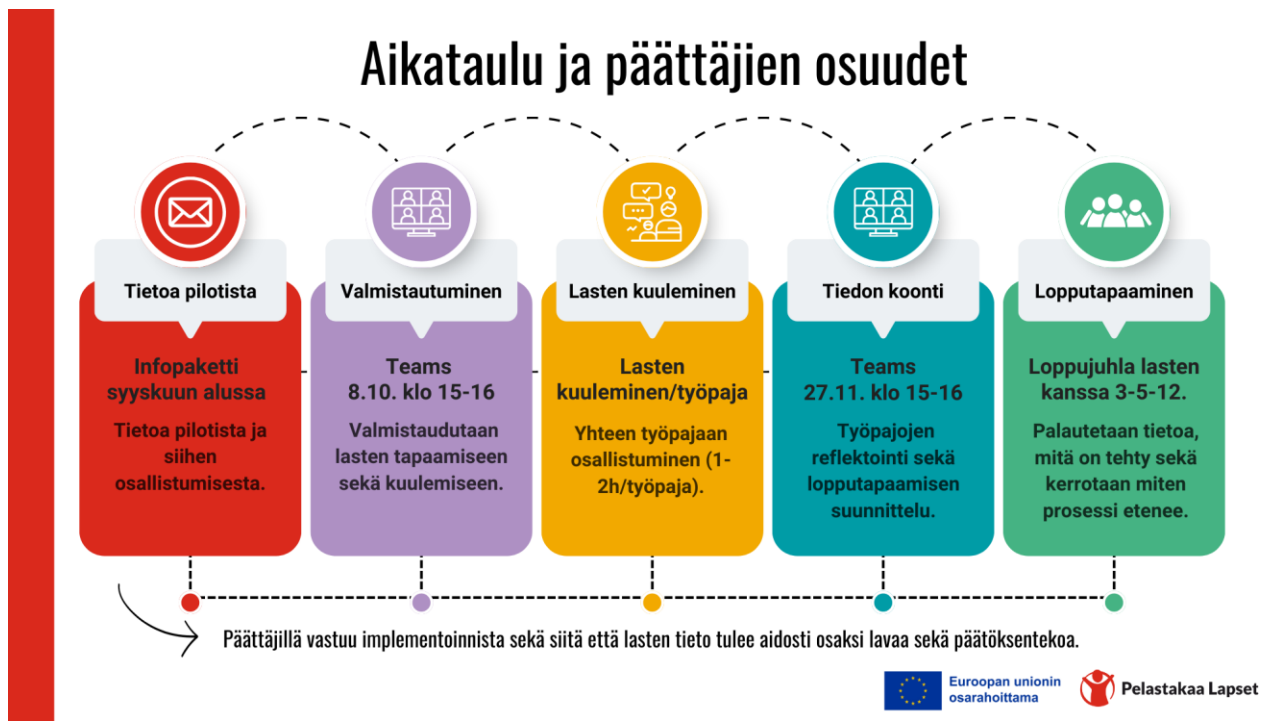 Aikataulu ja päättäjien osuudet
Tietoa pilotista
Infopaketti
syyskuun alussa
Tietoa pilotista ja
siihen
osallistumisesta.
Valmistautuminen
Teams
8.10. klo 15-16
Valmistaudutaan
lasten tapaamiseen
sekä kuulemiseen.
Lasten kuuleminen
Lasten
kuuleminen/työpaja
Yhteen työpajaan
osallistuminen (1-
2h/työpaja).
Tiedon koonti
Teams
27.11. klo 15-16
Työpajojen
reflektointi sekä
lopputapaamisen
suunnittelu.
Lopputapaaminen
Loppujuhla lasten
kanssa 3-5-12.
Palautetaan tietoa,
mitä on tehty sekä
kerrotaan miten
prosessi etenee.
Päättäjillä vastuu implementoinnista sekä siitä että lasten tieto tulee aidosti osaksi lavaa sekä päätöksentekoa.
Euroopan unionin
osarahoittama
Pelastakaa Lapset